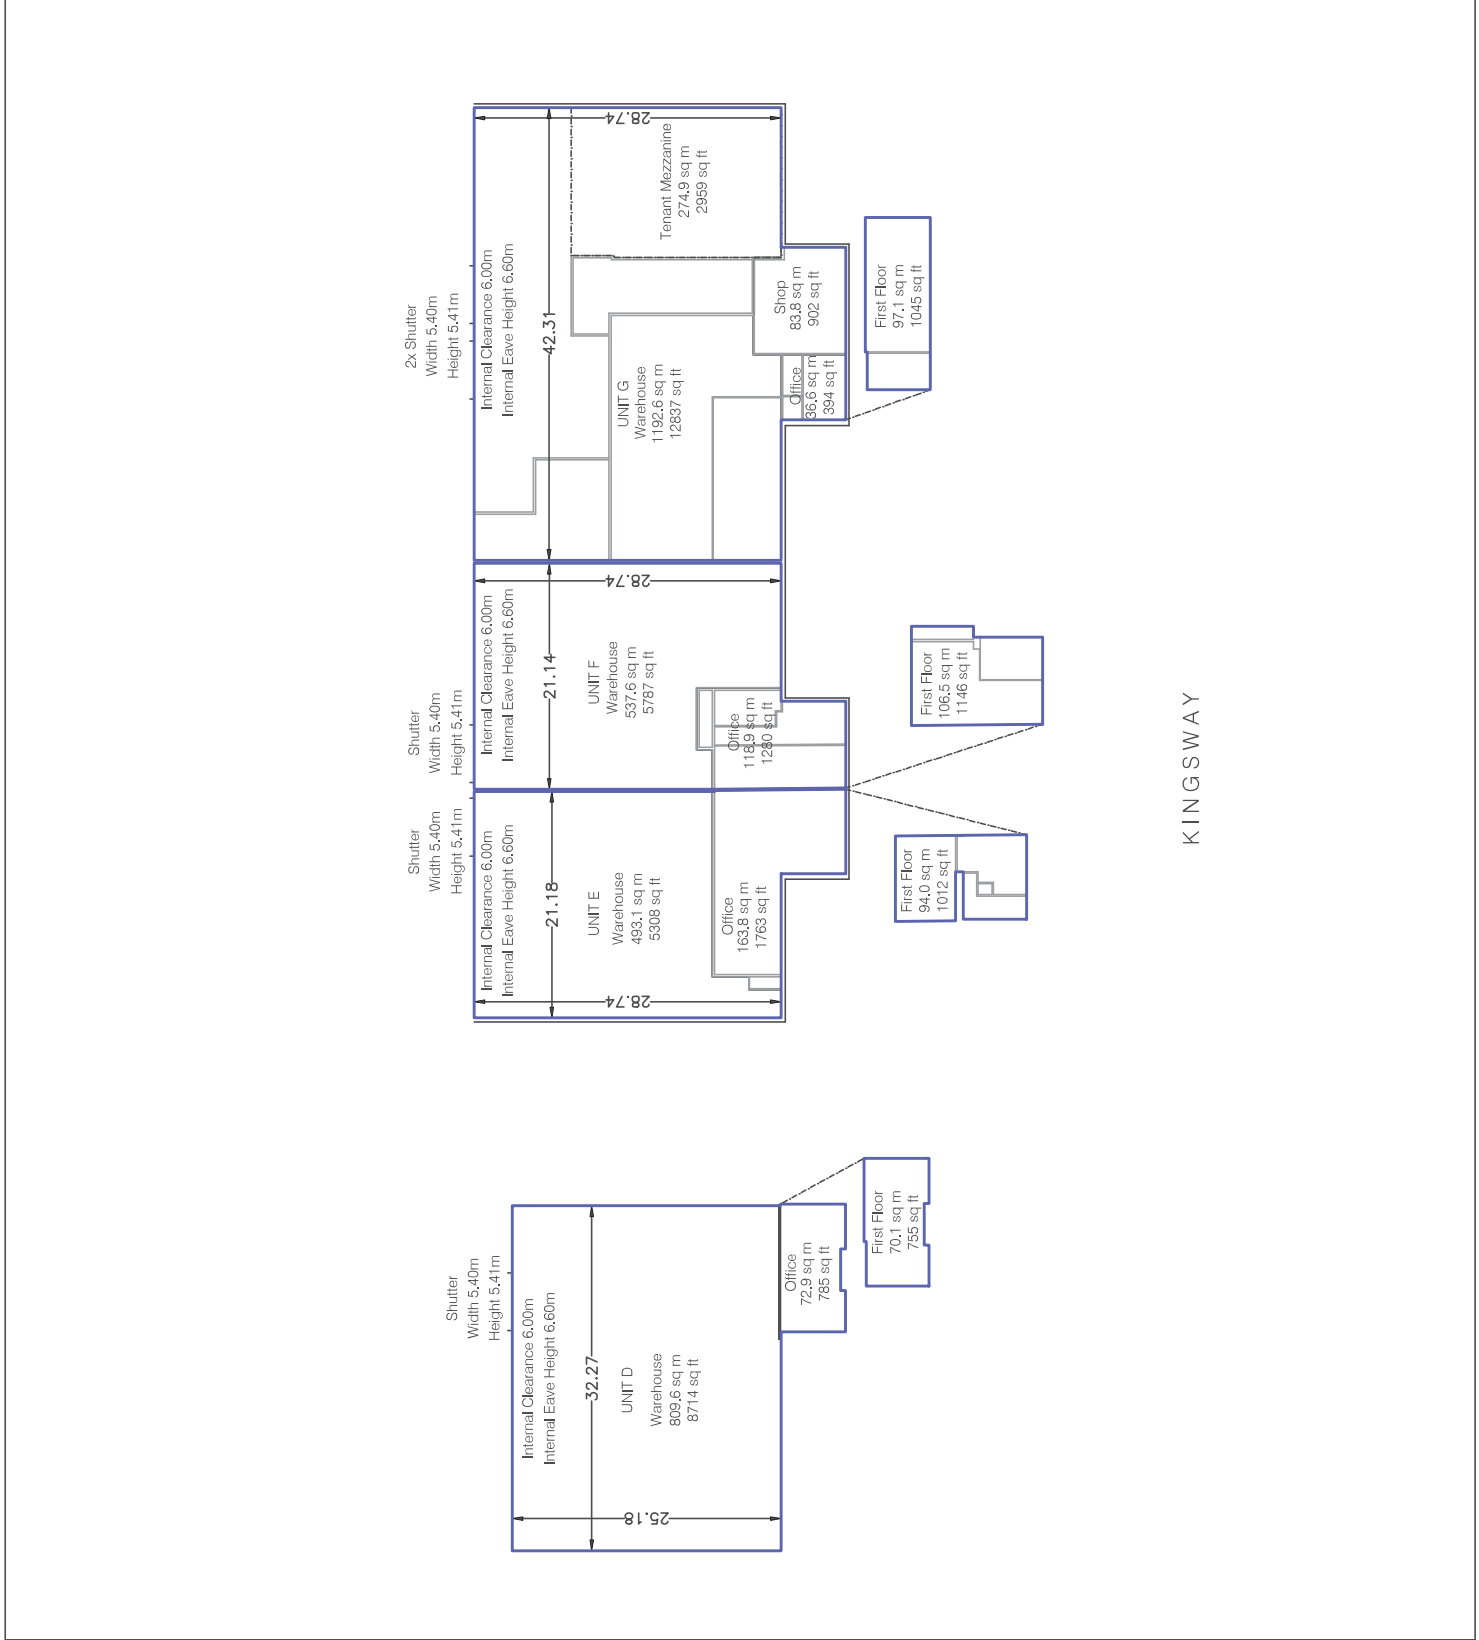 2x Shutter
Width 5.40m
Height 5.41m
Internal Clearance 6.00m
Internal Eave Height 6.60m
42.31
28.74
Tenant Mezzanine
274.9 sq m
2959 sq ft
UNIT G
Warehouse
1192.6 sq m
12837 sq ft
Shop
83.8 sq m
902 sq ft
Office
36.6 sq m
394 sq ft
First Floor
97.1 sq m
1045 sq ft
Shutter
Width 5.40m
Height 5.41m
Internal Clearance 6.00m
Internal Eave Height 6.60m
21.14
28.74
UNIT F
Warehouse
537.6 sq m
5787 sq ft
Office
118.9 sq m
1280 sq ft
First Floor
106.5 sq m
1146 sq ft
Shutter
Width 5.40m
Height 5.41m
Internal Clearance 6.00m
Internal Eave Height 6.60m
21.18
28.74
UNIT E
Warehouse
493.1 sq m
5308 sq ft
Office
163.8 sq m
1763 sq ft
First Floor
94.0 sq m
1012 sq ft
KINGSWAY
Shutter
Width 5.40m
Height 5.41m
Internal Clearance 6.00m
Internal Eave Height 6.60m
32.27
25.18
UNIT D
Warehouse
809.6 sq m
8714 sq ft
Office
72.9 sq m
785 sq ft
First Floor
70.1 sq m
755 sq ft